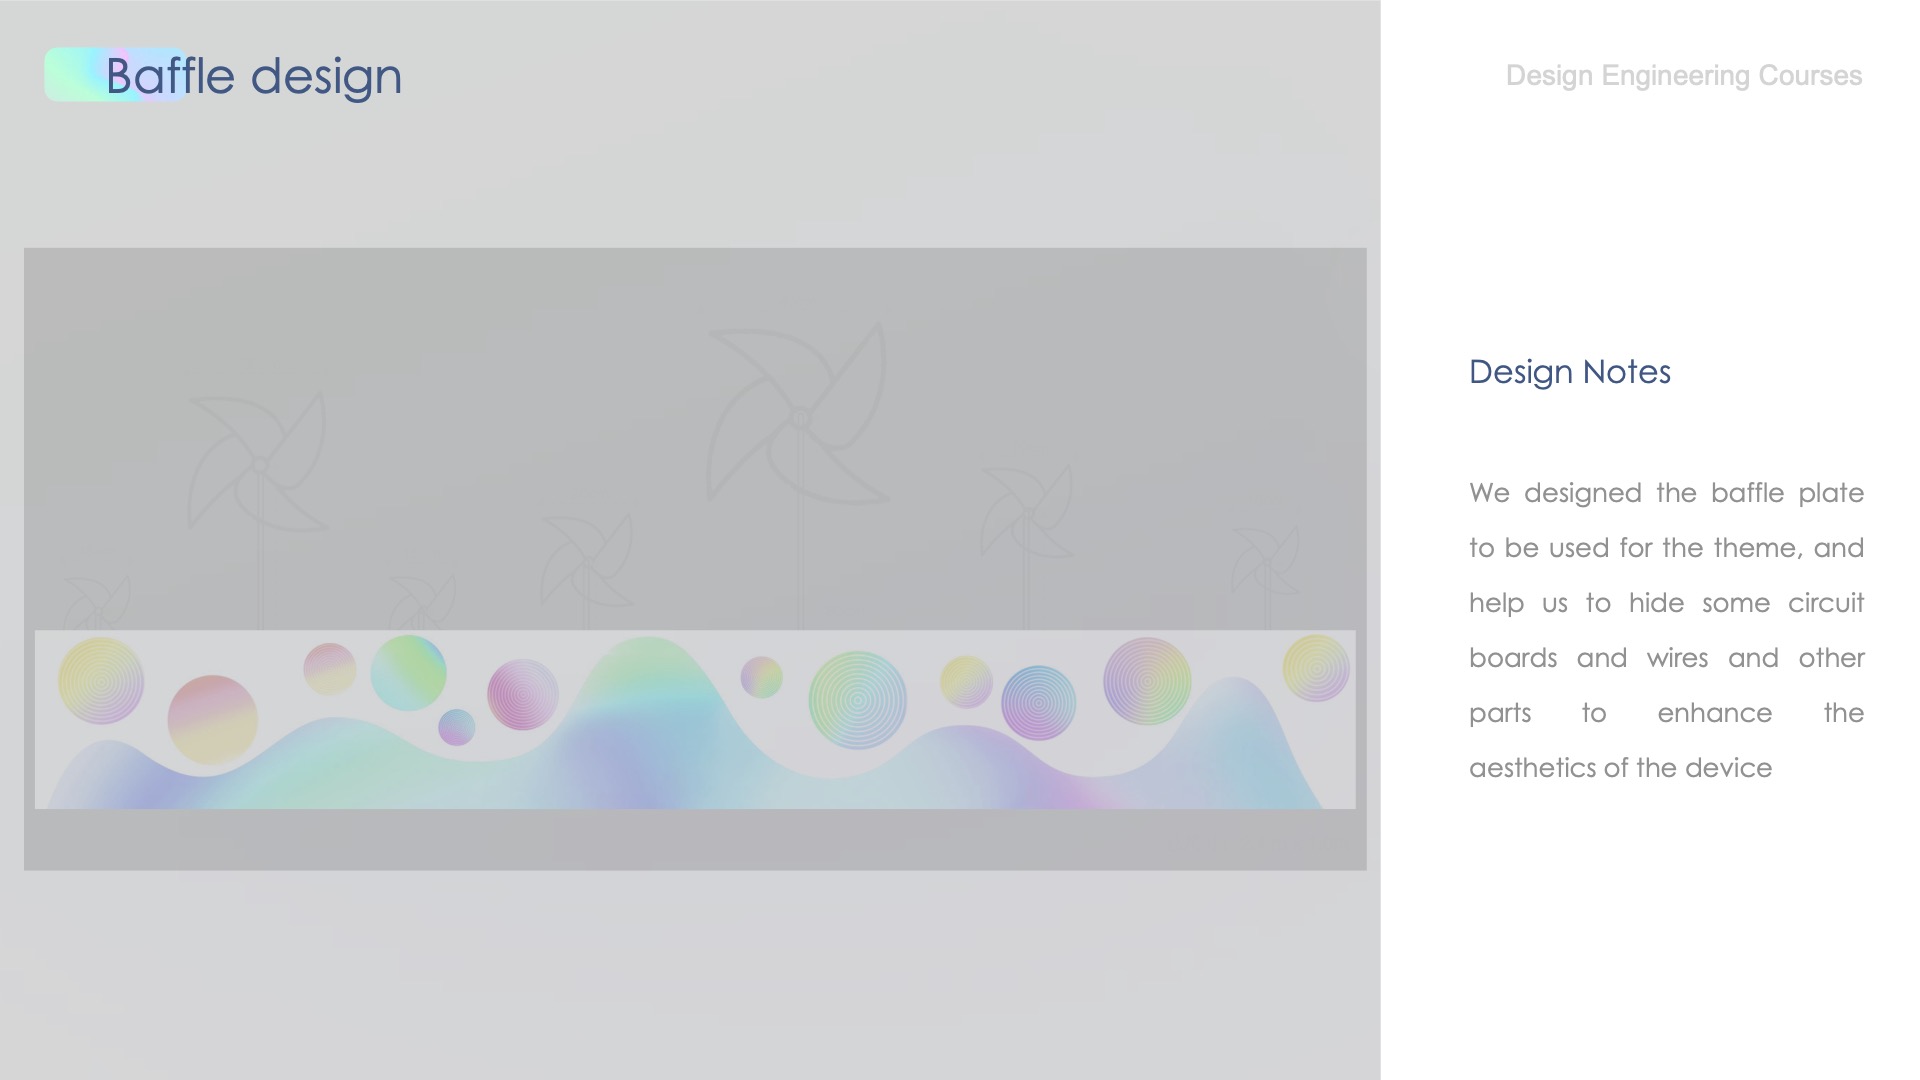 Baffle design
Design Engineering Courses
Design Notes
We designed the baffle plate
to be used for the theme, and
help us to hide some circuit
boards and wires and other
parts to enhance the
aesthetics of the device